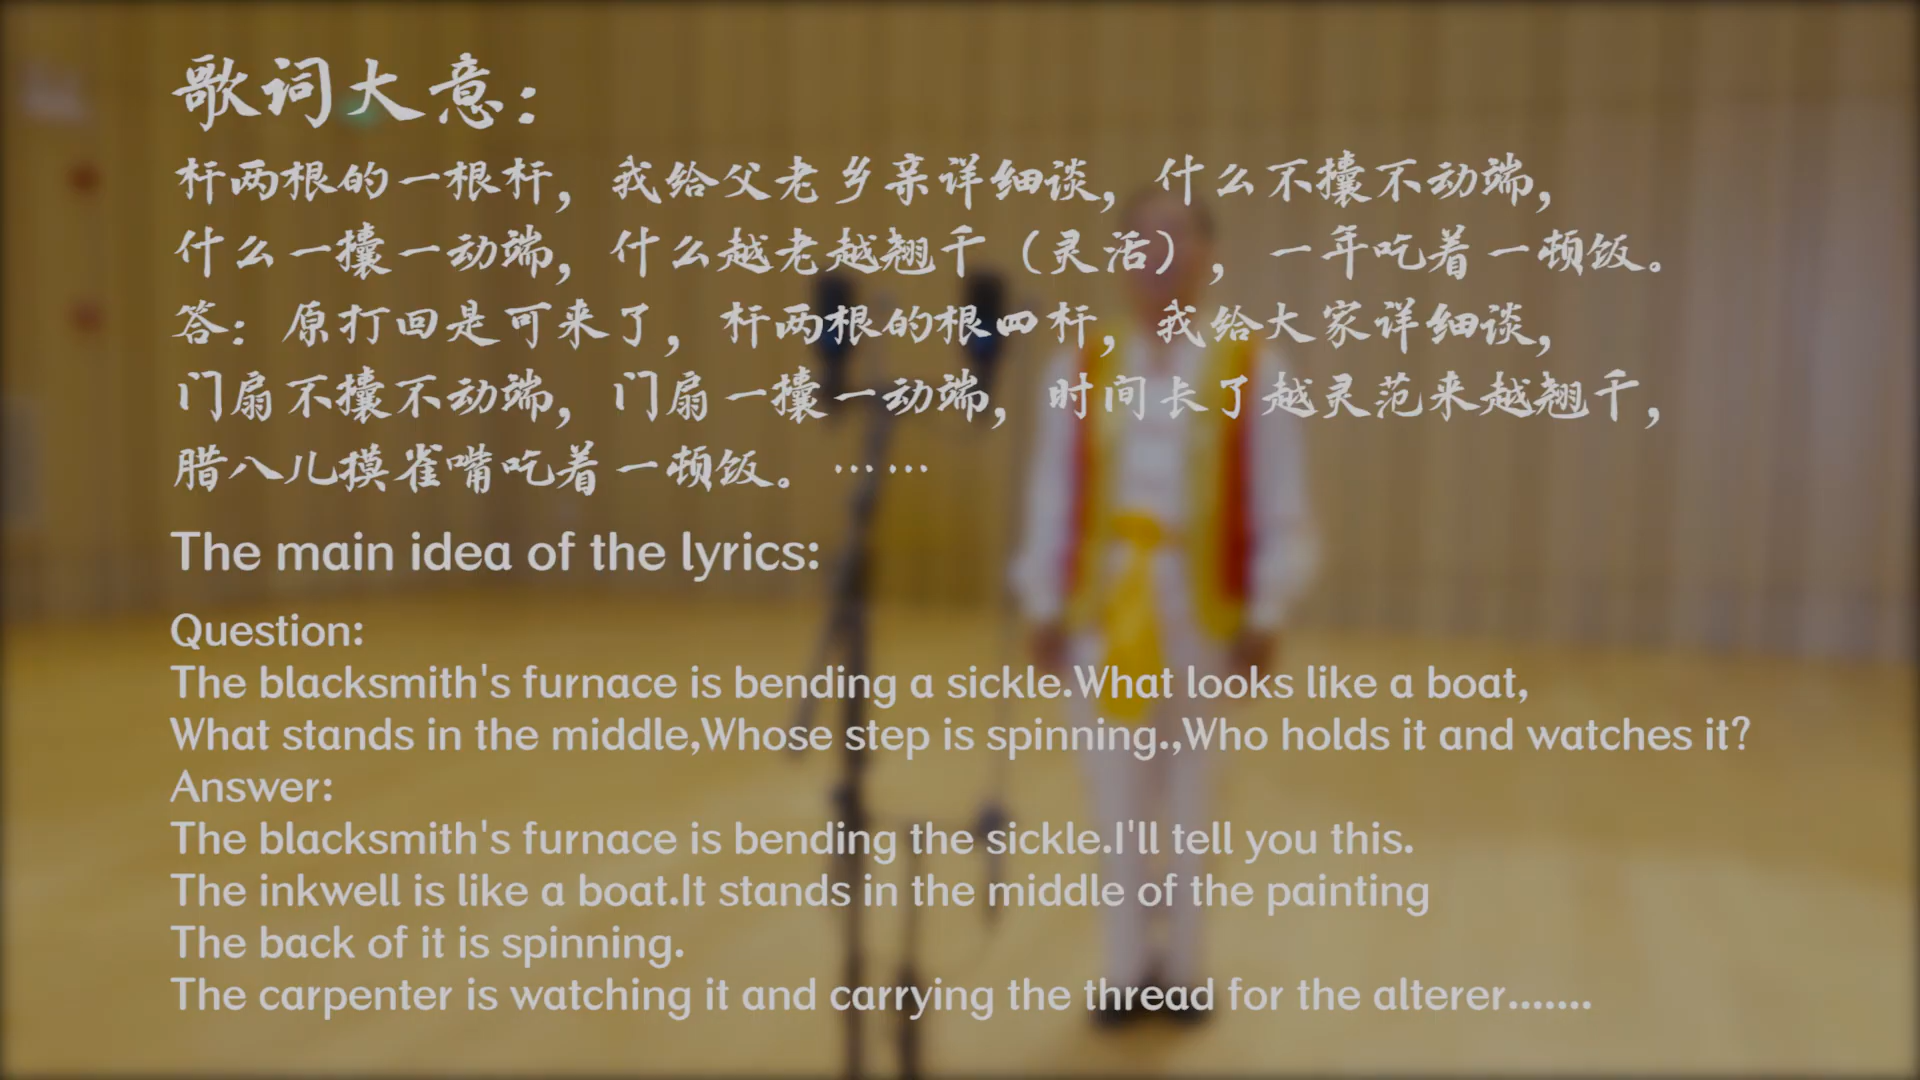 歌词大意：
杆两根的一根杆，我给父老乡亲详细谈，什么不攮不动端，
什么一攮一动端，什么越老越翘千（灵活），一年吃着一顿饭。
答：原打回是可来了，杆两根的根四杆，我给大家详细谈，
门扇不攮不动端，门扇一攮一动端，时间长了越灵范来越翘千，
腊八儿摸雀嘴吃着一顿饭。……
The main idea of the lyrics:
Question:
The blacksmith's furnace is bending a sickle.What looks like a boat,
What stands in the middle,Whose step is spinning.,Who holds it and watches it?
Answer:
The blacksmith's furnace is bending the sickle.I'll tell you this.
The inkwell is like a boat.It stands in the middle of the painting
The back of it is spinning.
The carpenter is watching it and carrying the thread for the alterer.......